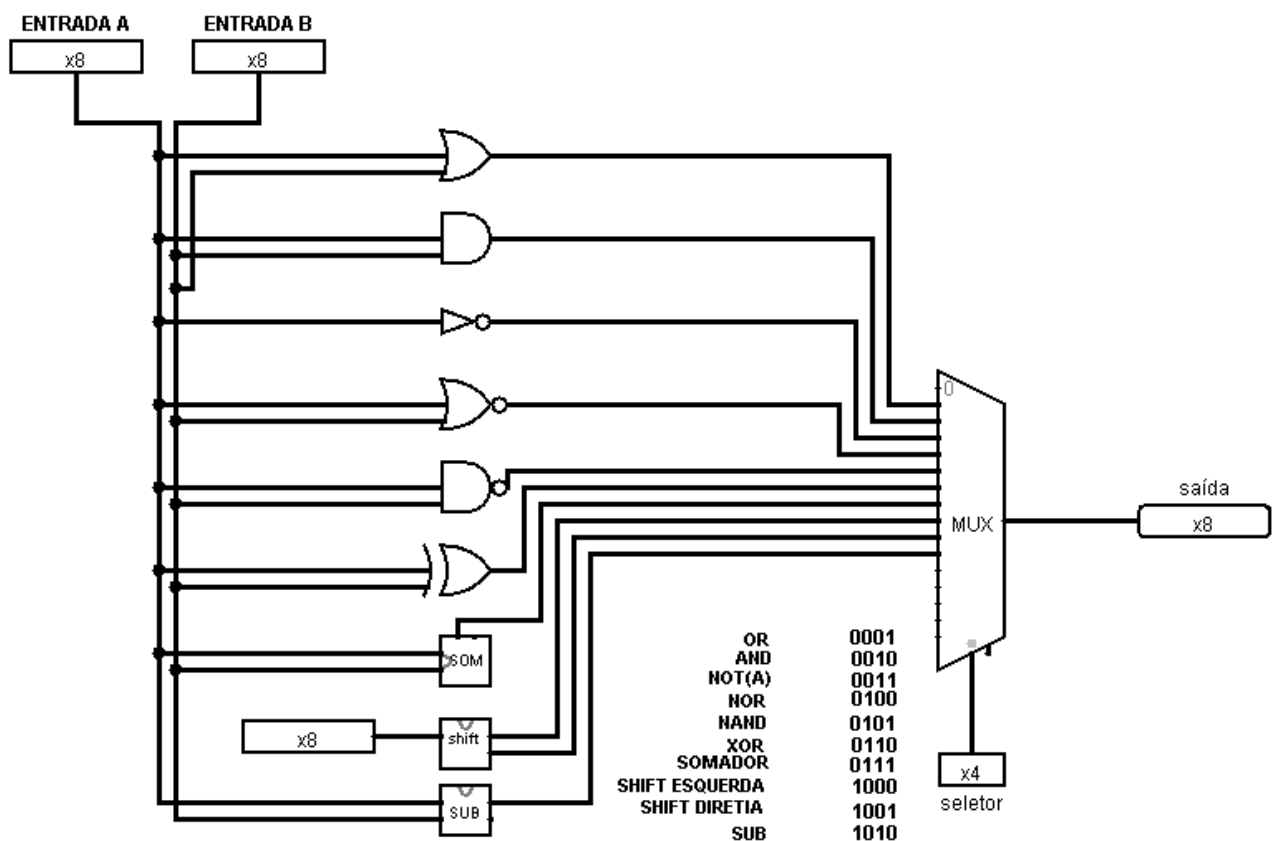 ENTRADA A
ENTRADA B
x8
x8
0
MUX
saída
x8
SOM
x8
shift
SUB
OR 0001
AND 0010
NOT(A) 0011
NOR 0100
NAND 0101
XOR 0110
SOMADOR 0111
SHIFT ESQUERDA 1000
SHIFT DIRETIA 1001
SUB 1010
x4
seletor